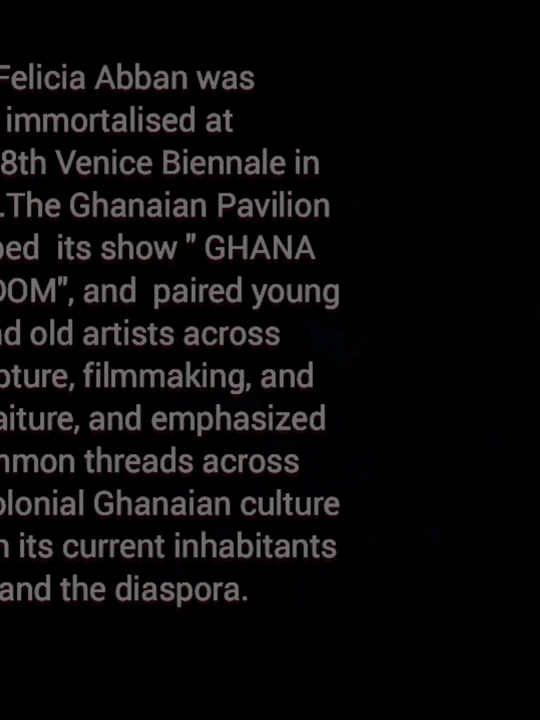 Felicia Abban was
immortalised at
8th Venice Biennale in
.The Ghanaian Pavilion
its show " GHANA
DOM", and paired young
old artists across
filmmaking, and
and emphasized
threads across
Ghanaian culture
its current inhabitants
and the diaspora.